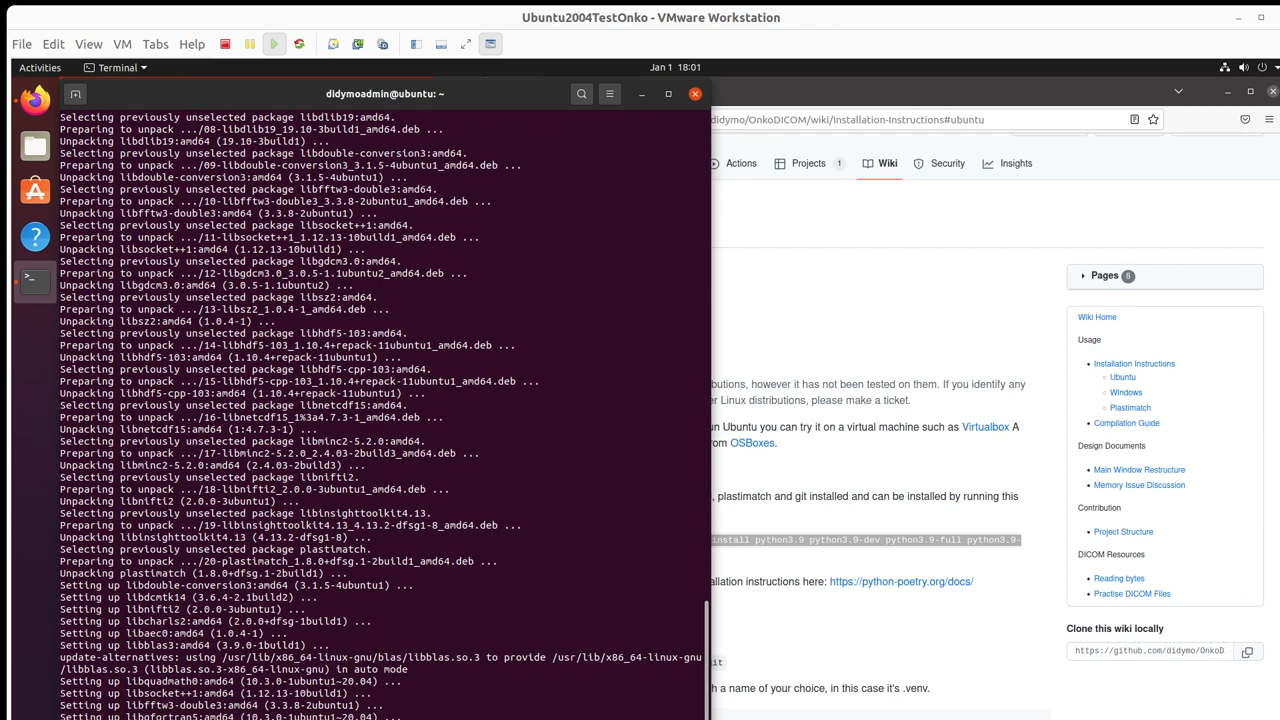 Ubuntu2004TestOnko - VMware Workstation
File Edit View VM Tabs Help
Activities Terminal Jan 1 18:01
didymoadmin@ubuntu: ~
Selecting previously unselected package libdlib19:amd64.
Preparing to unpack .../08-libdlib19_19.10-3build1_amd64.deb ...
Unpacking libdlib19:amd64 (19.10-3build1) ...
Selecting previously unselected package libdouble-conversion3:amd64.
Preparing to unpack .../09-libdouble-conversion3_3.1.5-4ubuntu1_amd64.deb ...
Unpacking libdouble-conversion3:amd64 (3.1.5-4ubuntu1) ...
Selecting previously unselected package libfftw3-double3:amd64.
Preparing to unpack .../10-libfftw3-double3_3.3.8-2ubuntu1_amd64.deb ...
Unpacking libfftw3-double3:amd64 (3.3.8-2ubuntu1) ...
Selecting previously unselected package libsocket++1:amd64.
Preparing to unpack .../11-libsocket++1_1.12.13-10build1_amd64.deb ...
Unpacking libsocket++1:amd64 (1.12.13-10build1) ...
Selecting previously unselected package libgdcm3.0:amd64.
Preparing to unpack .../12-libgdcm3.0_3.0.5-1.1ubuntu2_amd64.deb ...
Unpacking libgdcm3.0:amd64 (3.0.5-1.1ubuntu2) ...
Selecting previously unselected package libsz2:amd64.
Preparing to unpack .../13-libsz2_1.0.4-1_amd64.deb ...
Unpacking libsz2:amd64 (1.0.4-1) ...
Selecting previously unselected package libhdf5-103:amd64.
Preparing to unpack .../14-libhdf5-103_1.10.4+repack-11ubuntu1_amd64.deb ...
Unpacking libhdf5-103:amd64 (1.10.4+repack-11ubuntu1) ...
Selecting previously unselected package libhdf5-cpp-103:amd64.
Preparing to unpack .../15-libhdf5-cpp-103_1.10.4+repack-11ubuntu1_amd64.deb ...
Unpacking libhdf5-cpp-103:amd64 (1.10.4+repack-11ubuntu1) ...
Selecting previously unselected package libnetcdf15:amd64.
Preparing to unpack .../16-libnetcdf15_1%3a4.7.3-1_amd64.deb ...
Unpacking libnetcdf15:amd64 (1:4.7.3-1) ...
Selecting previously unselected package libminc2-5.2.0:amd64.
Preparing to unpack .../17-libminc2-5.2.0_2.4.03-2build3_amd64.deb ...
Unpacking libminc2-5.2.0:amd64 (2.4.03-2build3) ...
Selecting previously unselected package libnifti2.
Preparing to unpack .../18-libnifti2_2.0.0-3ubuntu1_amd64.deb ...
Unpacking libnifti2 (2.0.0-3ubuntu1) ...
Selecting previously unselected package libinsighttoolkit4.13.
Preparing to unpack .../19-libinsighttoolkit4.13_4.13.2-dfsg1-8_amd64.deb ...
Unpacking libinsighttoolkit4.13 (4.13.2-dfsg1-8) ...
Selecting previously unselected package plastimatch.
Preparing to unpack .../20-plastimatch_1.8.0+dfsg.1-2build1_amd64.deb ...
Unpacking plastimatch (1.8.0+dfsg.1-2build1) ...
Setting up libdouble-conversion3:amd64 (3.1.5-4ubuntu1) ...
Setting up libdcmtk14 (3.6.4-2.1build2) ...
Setting up libnifti2 (2.0.0-3ubuntu1) ...
Setting up libcharls2:amd64 (2.0.0+dfsg-1build1) ...
Setting up libaec0:amd64 (1.0.4-1) ...
Setting up libblas3:amd64 (3.9.0-1build1) ...
update-alternatives: using /usr/lib/x86_64-linux-gnu/blas/libblas.so.3 to provide /usr/lib/x86_64-linux-gnu
/libblas.so.3 (libblas.so.3-x86_64-linux-gnu) in auto mode
Setting up libquadmath0:amd64 (10.3.0-1ubuntu1~20.04) ...
Setting up libsocket++1:amd64 (1.12.13-10build1) ...
Setting up libfftw3-double3:amd64 (3.3.8-2ubuntu1) ...
Setting up libgfortran5:amd64 (10.3.0-1ubuntu1~20.04) ...
didymo/OnkoDICOM/wiki/Installation-Instructions#ubuntu
Actions Projects 1 Wiki Security Insights
butions, however it has not been tested on them. If you identify any
er Linux distributions, please make a ticket.
un Ubuntu you can try it on a virtual machine such as Virtualbox A
rom OSBoxes.
, plastimatch and git installed and can be installed by running this
install python3.9 python3.9-dev python3.9-full python3.9-
llation instructions here: https://python-poetry.org/docs/
it
h a name of your choice, in this case it's .venv.
Pages 8
Wiki Home
Usage
Installation Instructions
Ubuntu
Windows
Plastimatch
Compilation Guide
Design Documents
Main Window Restructure
Memory Issue Discussion
Contribution
Project Structure
DICOM Resources
Reading bytes
Practise DICOM Files
Clone this wiki locally
https://github.com/didymo/OnkoD